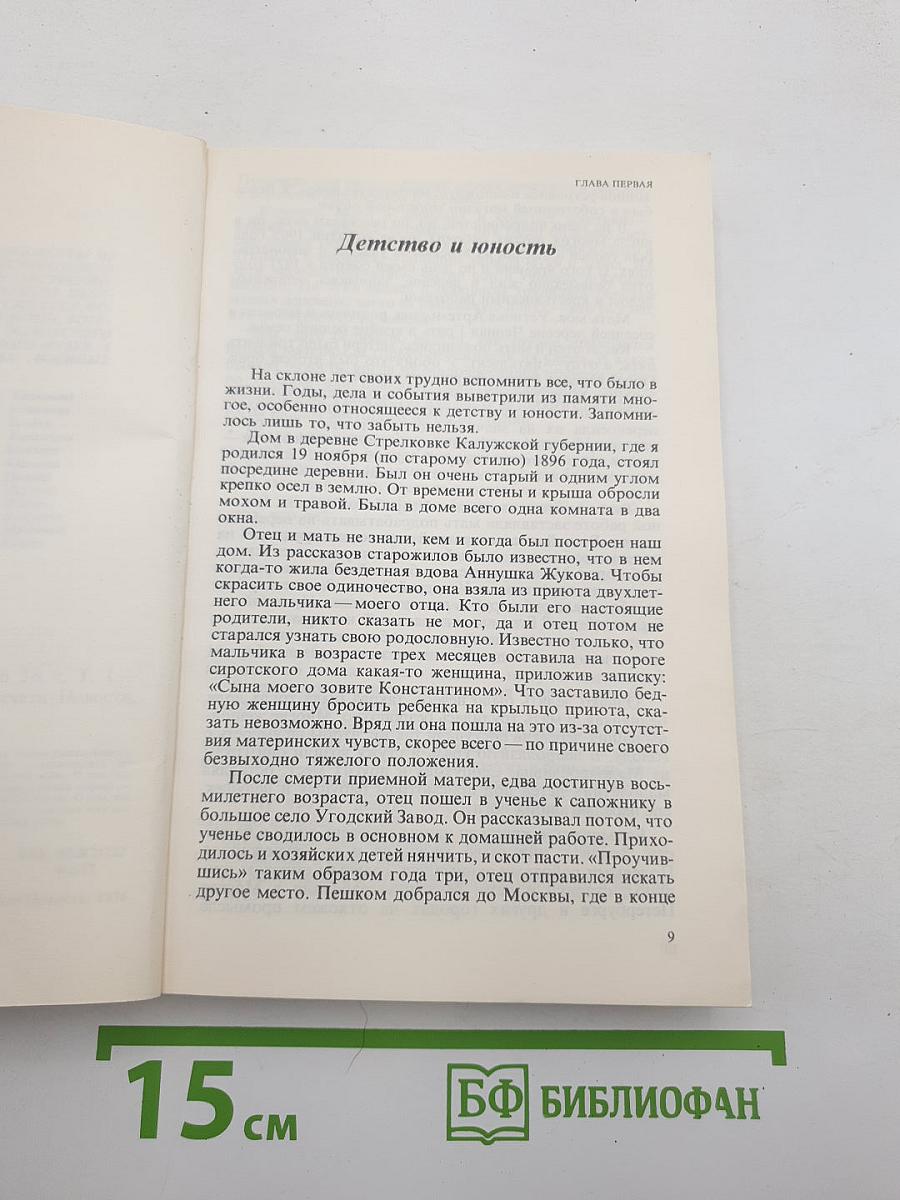 ГЛАВА ПЕРВАЯ
Детство и юность
На склоне лет своих трудно вспомнить все, что было в
жизни. Годы, дела и события выветрили из памяти мно-
гое, особенно относящееся к детству и юности. Запомни-
лось лишь то, что забыть нельзя.
Дом в деревне Стрелковке Калужской губернии, где я
родился 19 ноября (по старому стилю) 1896 года, стоял
посредине деревни. Был он очень старый и одним углом
крепко осел в землю. От времени стены и крыша обросли
мохом и травой. Была в доме всего одна комната в два
окна.
Отец и мать не знали, кем и когда был построен наш
дом. Из рассказов старожилов было известно, что в нем
когда-то жила бездетная вдова Аннушка Жукова. Чтобы
скрасить свое одиночество, она взяла из приюта двухлет-
него мальчика — моего отца. Кто были его настоящие
родители, никто сказать не мог, да и отец потом не
старался узнать свою родословную. Известно только, что
мальчика в возрасте трех месяцев оставила на пороге
сиротского дома какая-то женщина, приложив записку:
«Сына моего зовите Константином». Что заставило бед-
ную женщину бросить ребенка на крыльцо приюта, ска-
зать невозможно. Вряд ли она пошла на это из-за отсутст-
вия материнских чувств, скорее всего — по причине своего
безвыходно тяжелого положения.
После смерти приемной матери, едва достигнув вось-
милетнего возраста, отец пошел в ученье к сапожнику в
большое село Угодский Завод. Он рассказывал потом, что
ученье сводилось в основном к домашней работе. Прихо-
дилось и хозяйских детей нянчить, и скот пасти. «Проучив-
шись» таким образом года три, отец отправился искать
другое место. Пешком добрался до Москвы, где в конце
9
15 см
БФ БИБЛИОФАН